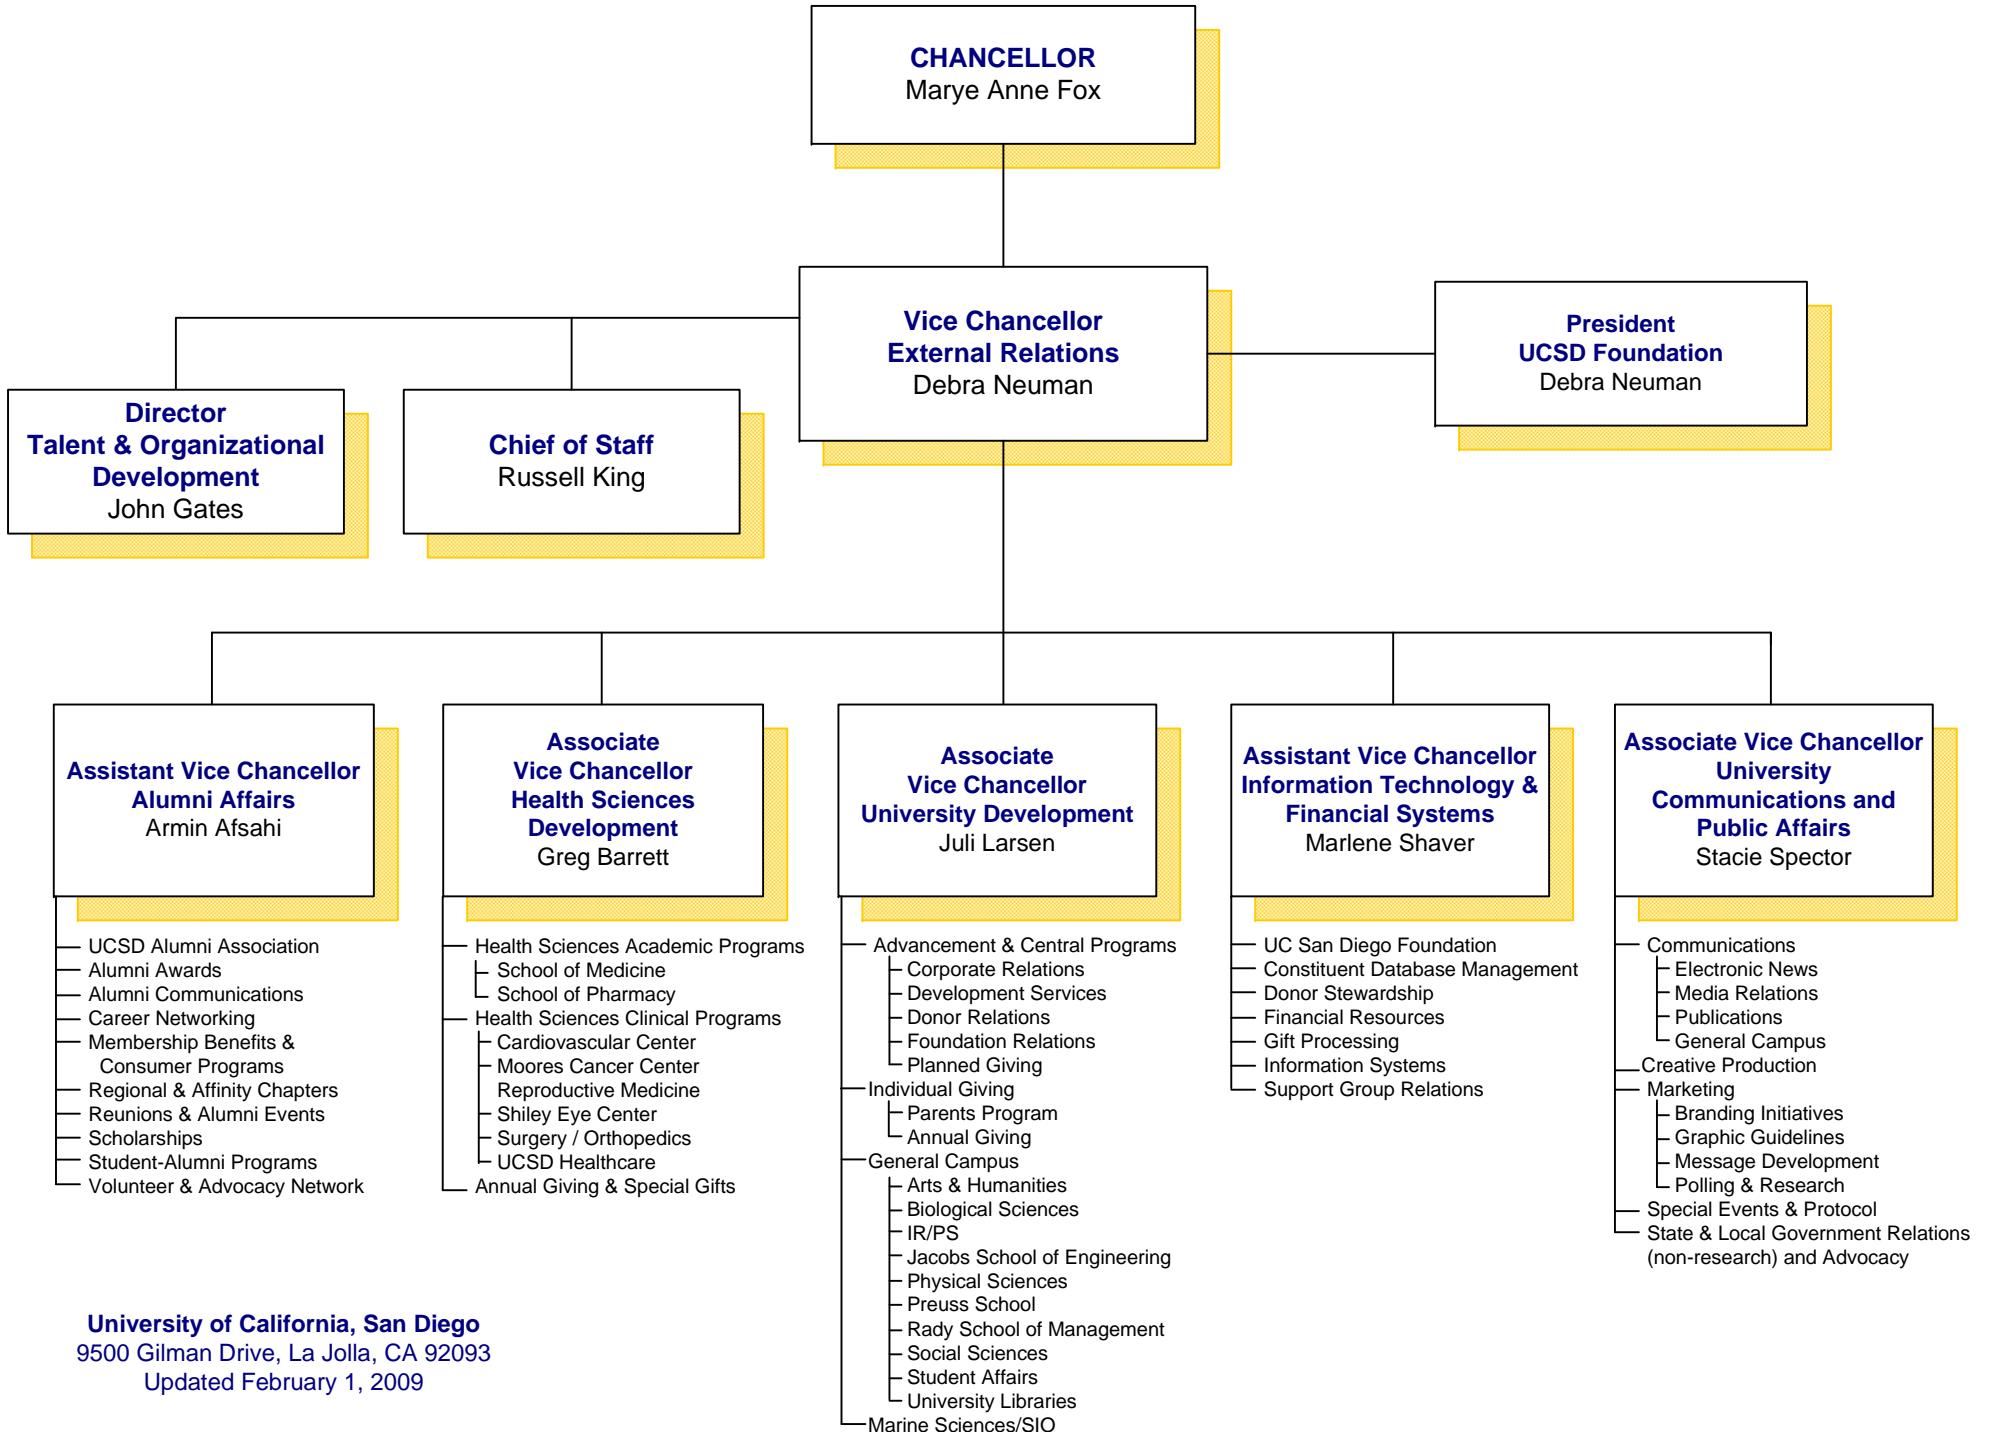 CHANCELLOR
Marye Anne Fox
Vice Chancellor
External Relations
Debra Neuman
President
UCSD Foundation
Debra Neuman
Director
Talent & Organizational
Development
John Gates
Chief of Staff
Russell King
Assistant Vice Chancellor
Alumni Affairs
Armin Afsahi
UCSD Alumni Association
Alumni Awards
Alumni Communications
Career Networking
Membership Benefits &
Consumer Programs
Regional & Affinity Chapters
Reunions & Alumni Events
Scholarships
Student-Alumni Programs
Volunteer & Advocacy Network
Associate
Vice Chancellor
Health Sciences
Development
Greg Barrett
Health Sciences Academic Programs
School of Medicine
School of Pharmacy
Health Sciences Clinical Programs
Cardiovascular Center
Moores Cancer Center
Reproductive Medicine
Shiley Eye Center
Surgery / Orthopedics
UCSD Healthcare
Annual Giving & Special Gifts
Associate
Vice Chancellor
University Development
Juli Larsen
Advancement & Central Programs
Corporate Relations
Development Services
Donor Relations
Foundation Relations
Planned Giving
Individual Giving
Parents Program
Annual Giving
General Campus
Arts & Humanities
Biological Sciences
IR/PS
Jacobs School of Engineering
Physical Sciences
Preuss School
Rady School of Management
Social Sciences
Student Affairs
University Libraries
Marine Sciences/SIO
Assistant Vice Chancellor
Information Technology &
Financial Systems
Marlene Shaver
UC San Diego Foundation
Constituent Database Management
Donor Stewardship
Financial Resources
Gift Processing
Information Systems
Support Group Relations
Associate Vice Chancellor
University
Communications and
Public Affairs
Stacie Spector
Communications
Electronic News
Media Relations
Publications
General Campus
Creative Production
Marketing
Branding Initiatives
Graphic Guidelines
Message Development
Polling & Research
Special Events & Protocol
State & Local Government Relations
(non-research) and Advocacy
University of California, San Diego
9500 Gilman Drive, La Jolla, CA 92093
Updated February 1, 2009